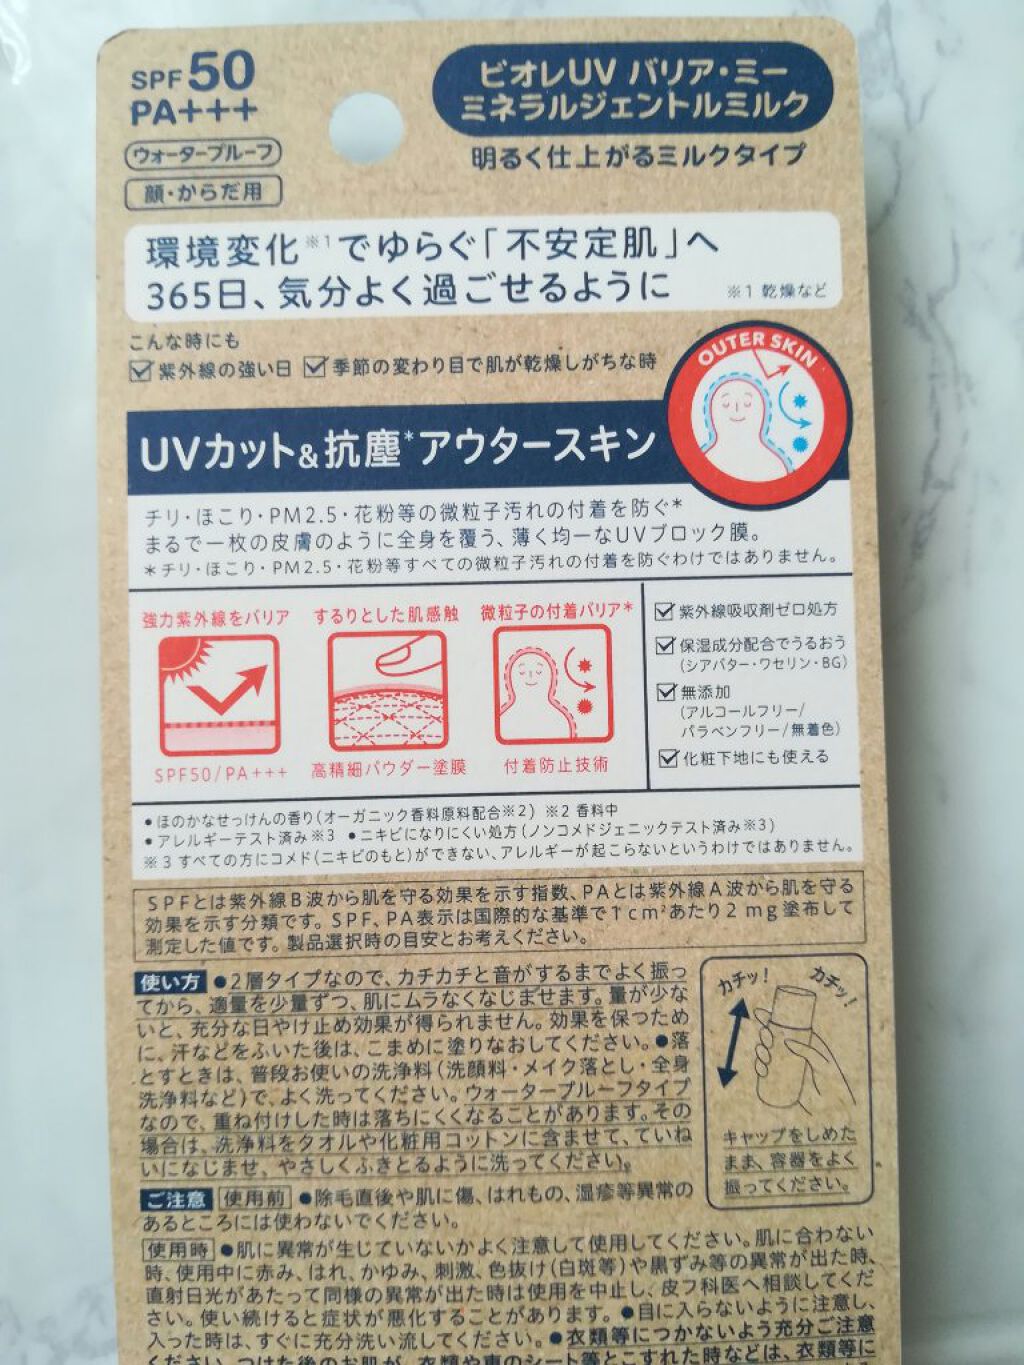 SPF50
PA+++
ウォータープルーフ
顔・からだ用
ビオレUV バリア・ミー
ミネラルジェントルミルク
明るく仕上がるミルクタイプ
環境変化※1でゆらぐ「不安定肌」へ
365日、気分よく過ごせるように ※1 乾燥など
こんな時にも
☑紫外線の強い日 ☑季節の変わり目で肌が乾燥しがちな時
OUTER SKIN
UVカット&抗塵*アウタースキン
チリ・ほこり・PM2.5・花粉等の微粒子汚れの付着を防ぐ*
まるで一枚の皮膚のように全身を覆う、薄く均一なUVブロック膜。
*チリ・ほこり・PM2.5・花粉等すべての微粒子汚れの付着を防ぐわけではありません。
強力紫外線をバリア
SPF50/PA+++
するりとした肌感触
高精細パウダー塗膜
微粒子の付着バリア*
付着防止技術
☑紫外線吸収剤ゼロ処方
☑保湿成分配合でうるおう
(シアバター・ワセリン・BG)
☑無添加
(アルコールフリー/
パラベンフリー/無着色)
☑化粧下地にも使える
●ほのかなせっけんの香り(オーガニック香料原料配合※2) ※2 香料中
●アレルギーテスト済み※3 ●ニキビになりにくい処方(ノンコメドジェニックテスト済み※3)
※3 すべての方にコメド(ニキビのもと)ができない、アレルギーが起こらないというわけではありません。
SPFとは紫外線B波から肌を守る効果を示す指数、PAとは紫外線A波から肌を守る
効果を示す分類です。SPF、PA表示は国際的な基準で1cm²あたり2mg塗布して
測定した値です。製品選択時の目安とお考えください。
使い方 ●2層タイプなので、カチカチと音がするまでよく振っ
てから、適量を少量ずつ、肌にムラなくなじませます。量が少な
いと、充分な日やけ止め効果が得られません。効果を保つため
に、汗などをふいた後は、こまめに塗りなおしてください。●落
とすときは、普段お使いの洗浄料(洗顔料・メイク落とし・全身
洗浄料など)で、よく洗ってください。ウォータープルーフタイプ
なので、重ね付けした時は落ちにくくなることがあります。その
場合は、洗浄料をタオルや化粧用コットンに含ませて、ていね
いになじませ、やさしくふきとるように洗ってください。
カチッ! カチッ!
キャップをしめた
まま、容器をよく
振ってください。
ご注意 使用前 ●除毛直後や肌に傷、はれもの、湿疹等異常の
あるところには使わないでください。
使用時 ●肌に異常が生じていないかよく注意して使用してください。肌に合わない
時、使用中に赤み、はれ、かゆみ、刺激、色抜け(白斑等)や黒ずみ等の異常が出た時、
直射日光があたって同様の異常が出た時は使用を中止し、皮フ科医へ相談してくだ
さい。使い続けると症状が悪化することがあります。●目に入らないように注意し、
入った時は、すぐに充分洗い流してください。●衣類等につかないよう充分ご注意
ください。つけた後のお肌が、衣類や車のシート等とこすれた時などは、衣類等に